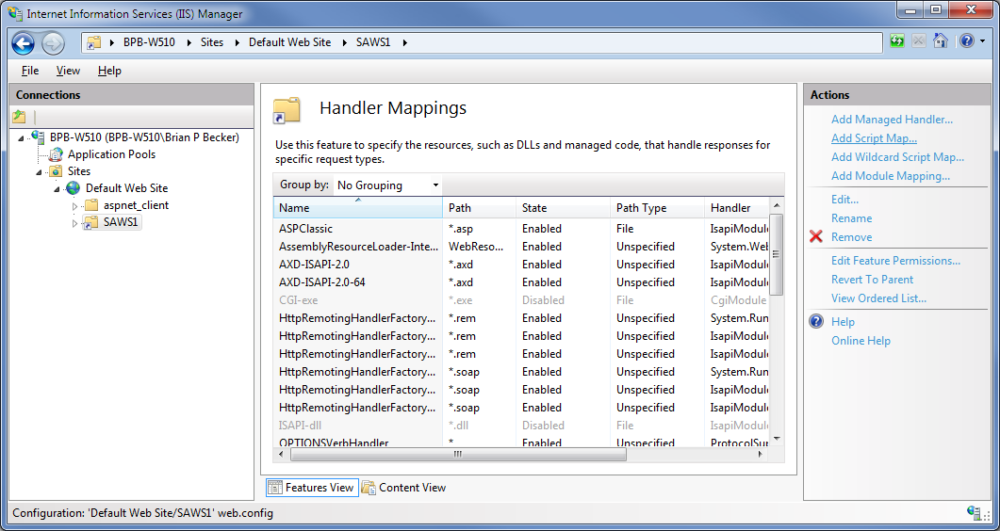 Internet Information Services (IIS) Manager
BPB-W510 Sites Default Web Site SAWS1
File View Help
Connections
BPB-W510 (BPB-W510\Brian P Becker)
Application Pools
Sites
Default Web Site
aspnet_client
SAWS1
Handler Mappings
Use this feature to specify the resources, such as DLLs and managed code, that handle responses for
specific request types.
Group by: No Grouping
Name Path State Path Type Handler
ASPClassic *.asp Enabled File IsapiModule
AssemblyResourceLoader-Inte... WebReso... Enabled Unspecified System.Web
AXD-ISAPI-2.0 *.axd Enabled Unspecified IsapiModule
AXD-ISAPI-2.0-64 *.axd Enabled Unspecified IsapiModule
CGI-exe *.exe Disabled File CgiModule
HttpRemotingHandlerFactory... *.rem Enabled Unspecified System.Run
HttpRemotingHandlerFactory... *.rem Enabled Unspecified IsapiModule
HttpRemotingHandlerFactory... *.rem Enabled Unspecified IsapiModule
HttpRemotingHandlerFactory... *.soap Enabled Unspecified System.Run
HttpRemotingHandlerFactory... *.soap Enabled Unspecified IsapiModule
HttpRemotingHandlerFactory... *.soap Enabled Unspecified IsapiModule
ISAPI-dll *.dll Disabled File IsapiModule
OPTIONSVerbHandler * Enabled Unspecified ProtocolSup
Features View Content View
Actions
Add Managed Handler...
Add Script Map...
Add Wildcard Script Map...
Add Module Mapping...
Edit...
Rename
Remove
Edit Feature Permissions...
Revert To Parent
View Ordered List...
Help
Online Help
Configuration: 'Default Web Site/SAWS1' web.config